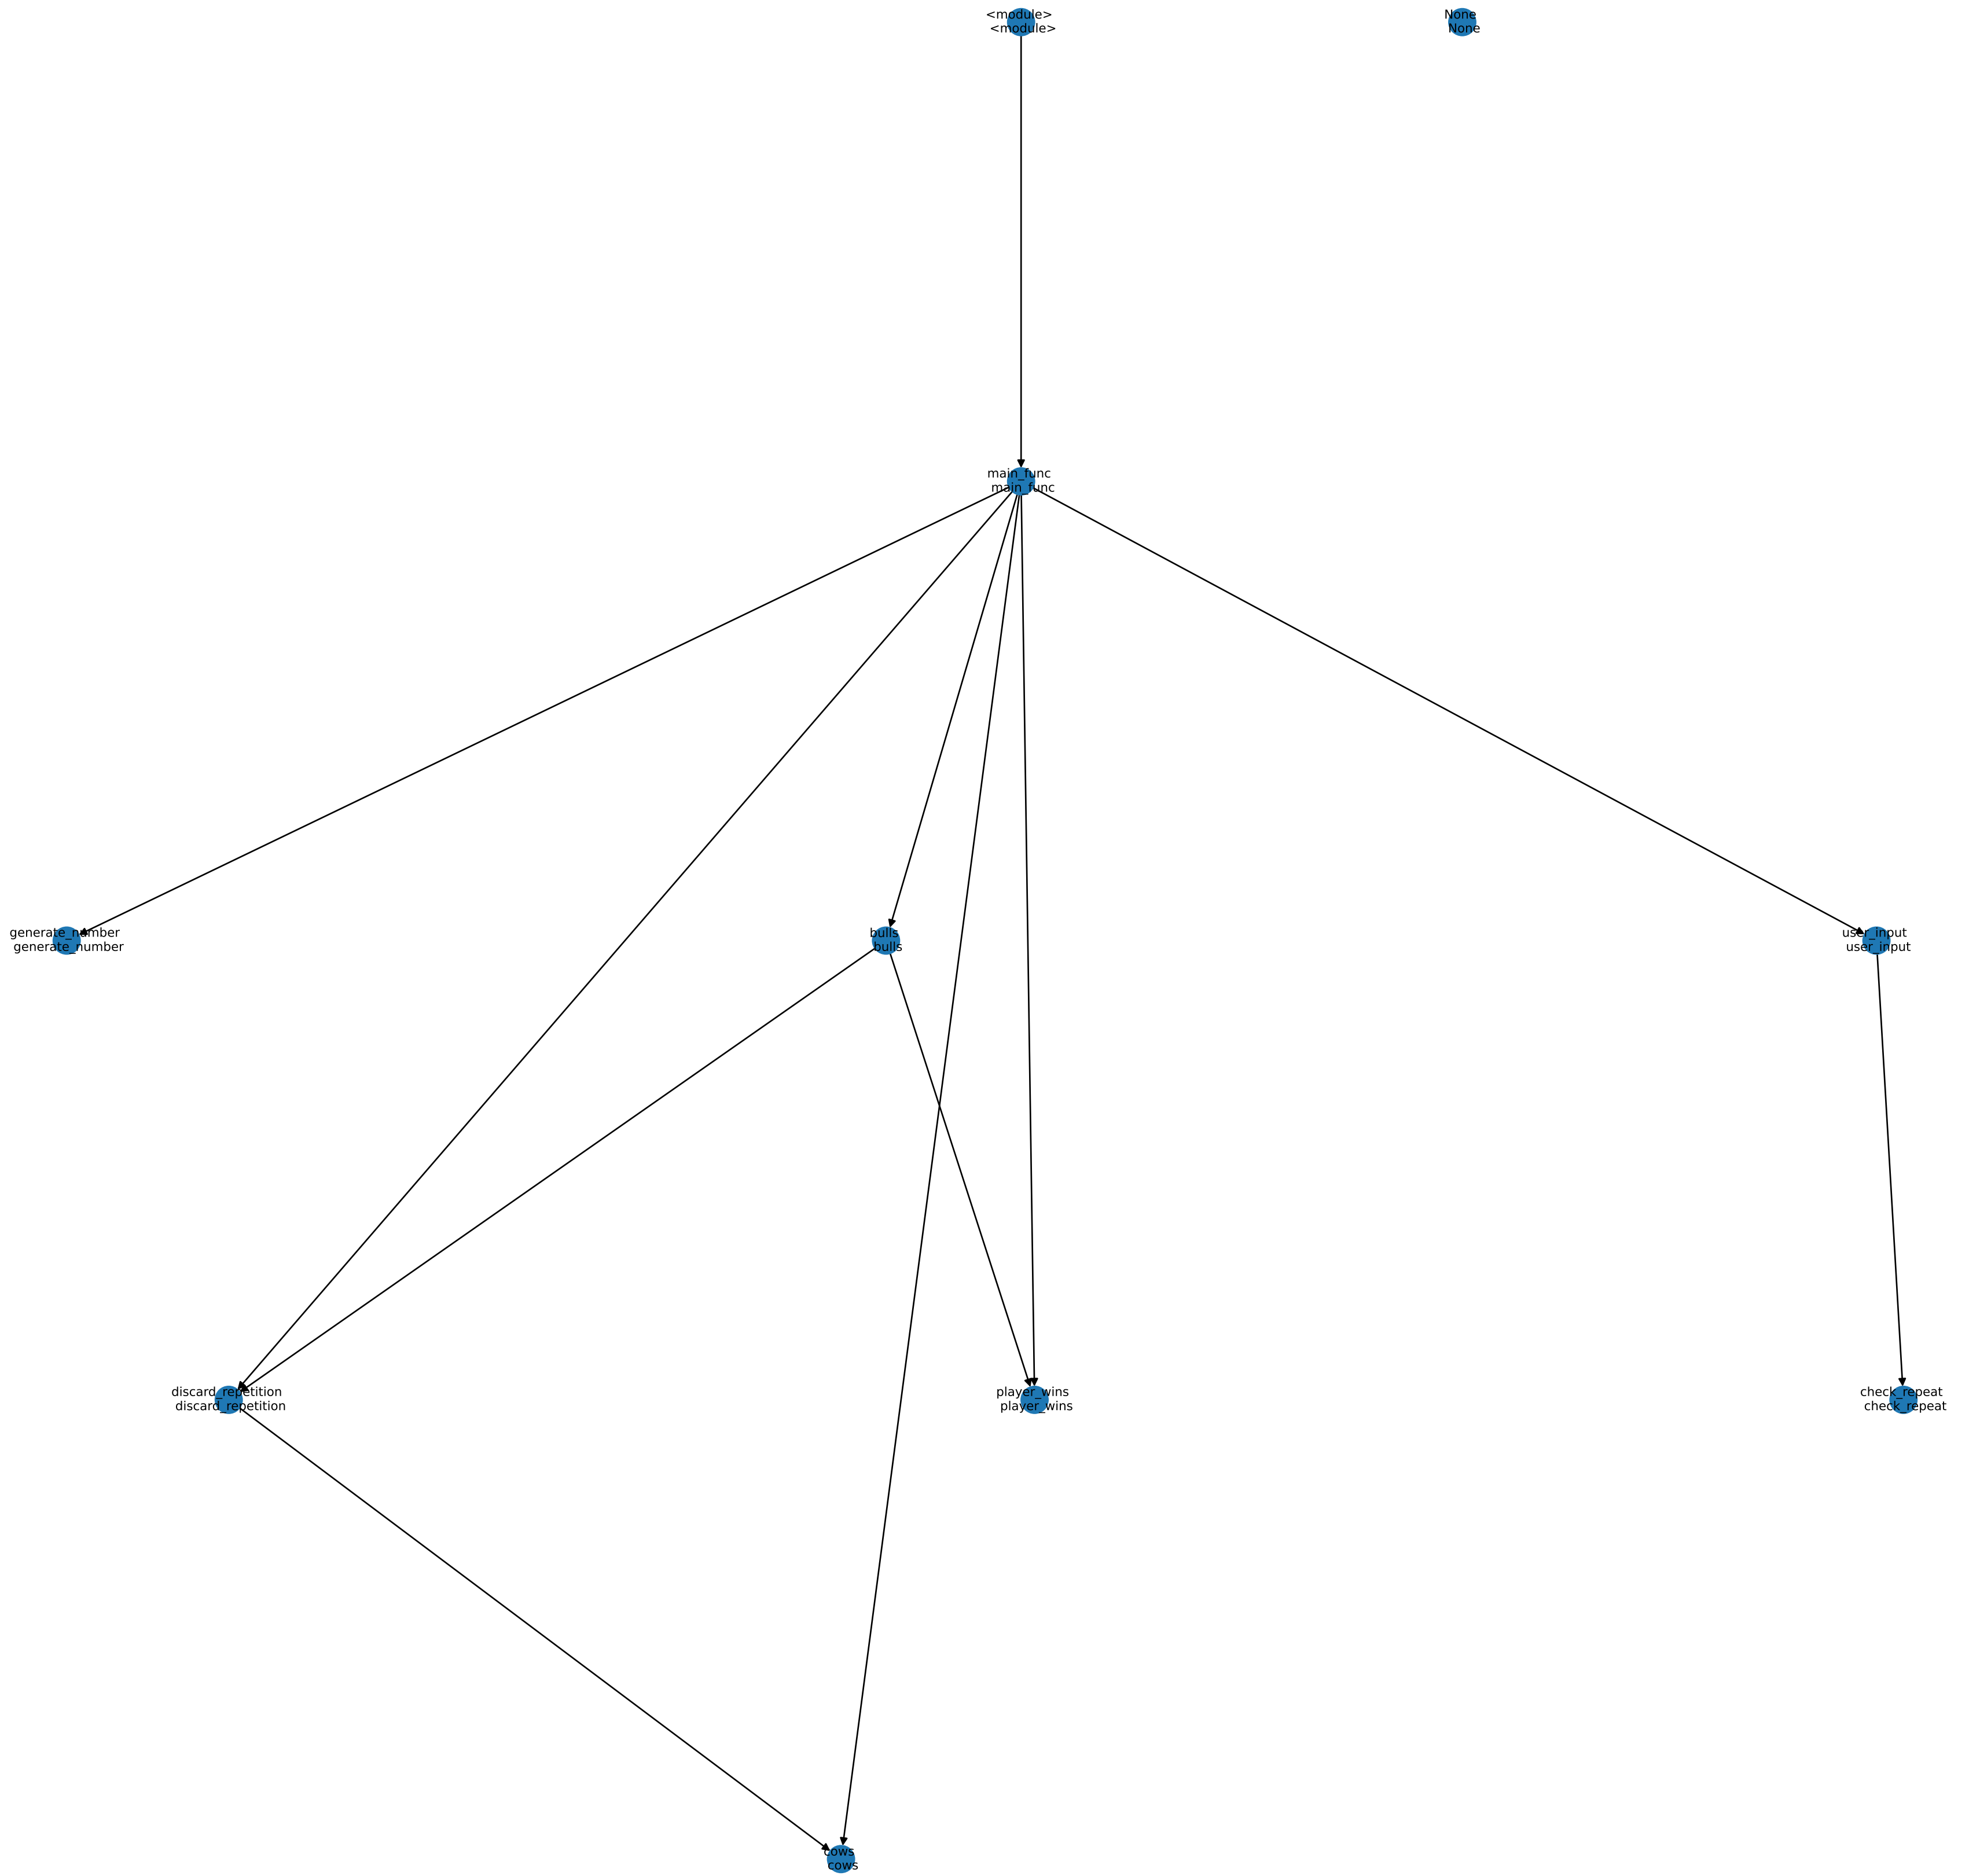 <module>
<module>
None
None
main_func
main_func
generate_number
generate_number
bulls
bulls
user_input
user_input
discard_repetition
discard_repetition
player_wins
player_wins
check_repeat
check_repeat
cows
cows